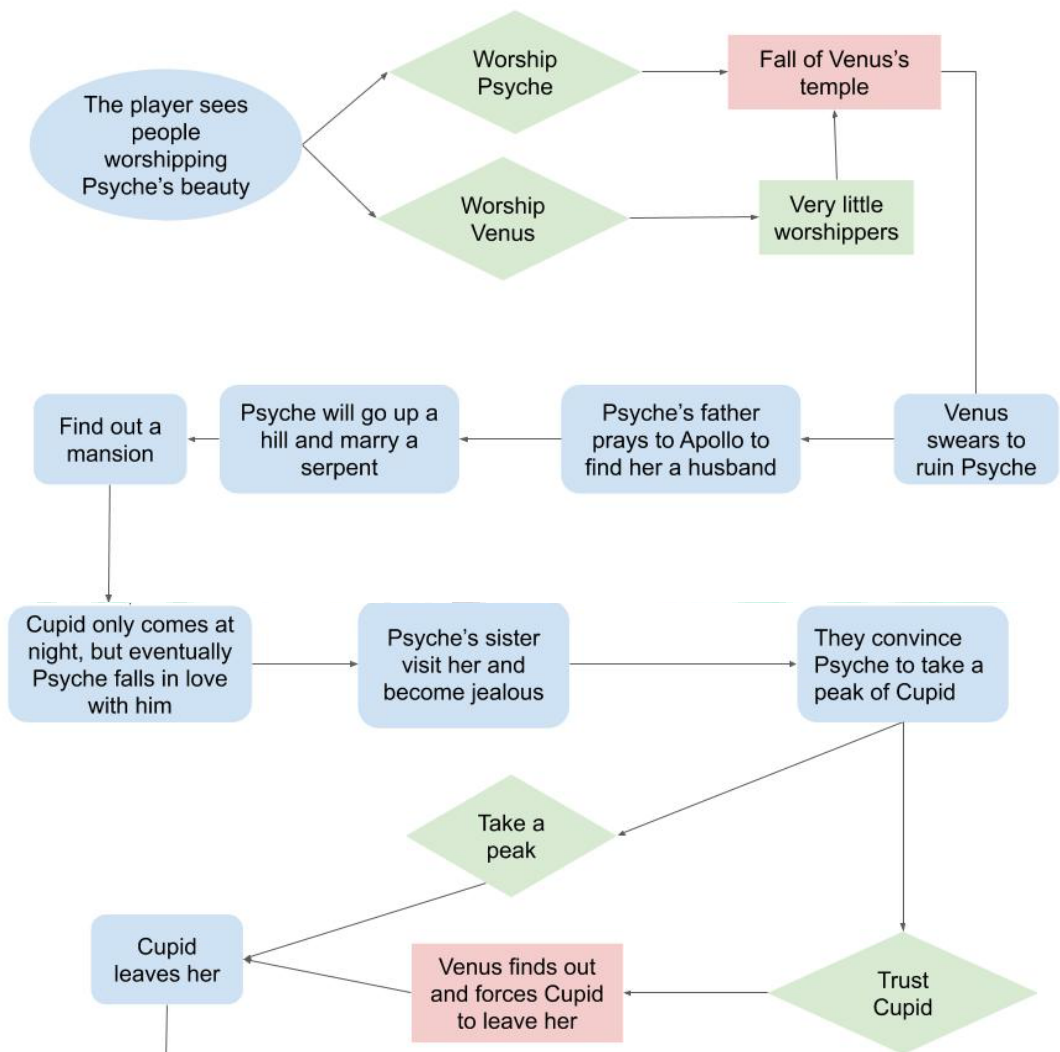 The player sees
people
worshipping
Psyche's beauty
Worship
Psyche
Fall of Venus's
temple
Worship
Venus
Very little
worshippers
Venus
swears to
ruin Psyche
Psyche's father
prays to Apollo to
find her a husband
Psyche will go up a
hill and marry a
serpent
Find out a
mansion
Cupid only comes at
night, but eventually
Psyche falls in love
with him
Psyche's sister
visit her and
become jealous
They convince
Psyche to take a
peak of Cupid
Take a
peak
Trust
Cupid
Venus finds out
and forces Cupid
to leave her
Cupid
leaves her